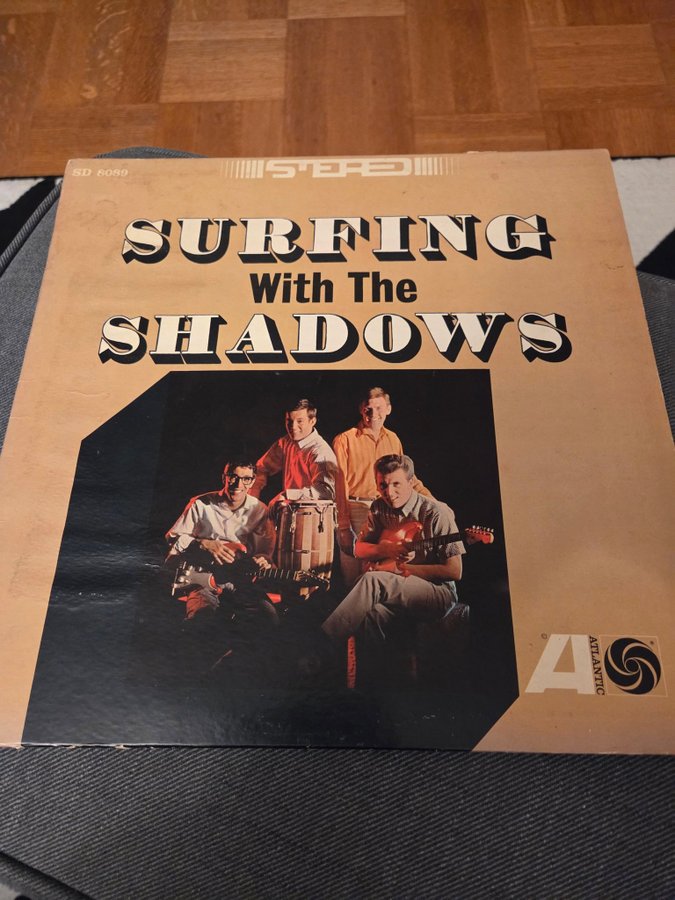 SD 8089
STEREO
SURFING
With The
SHADOWS
A
ATLANTIC